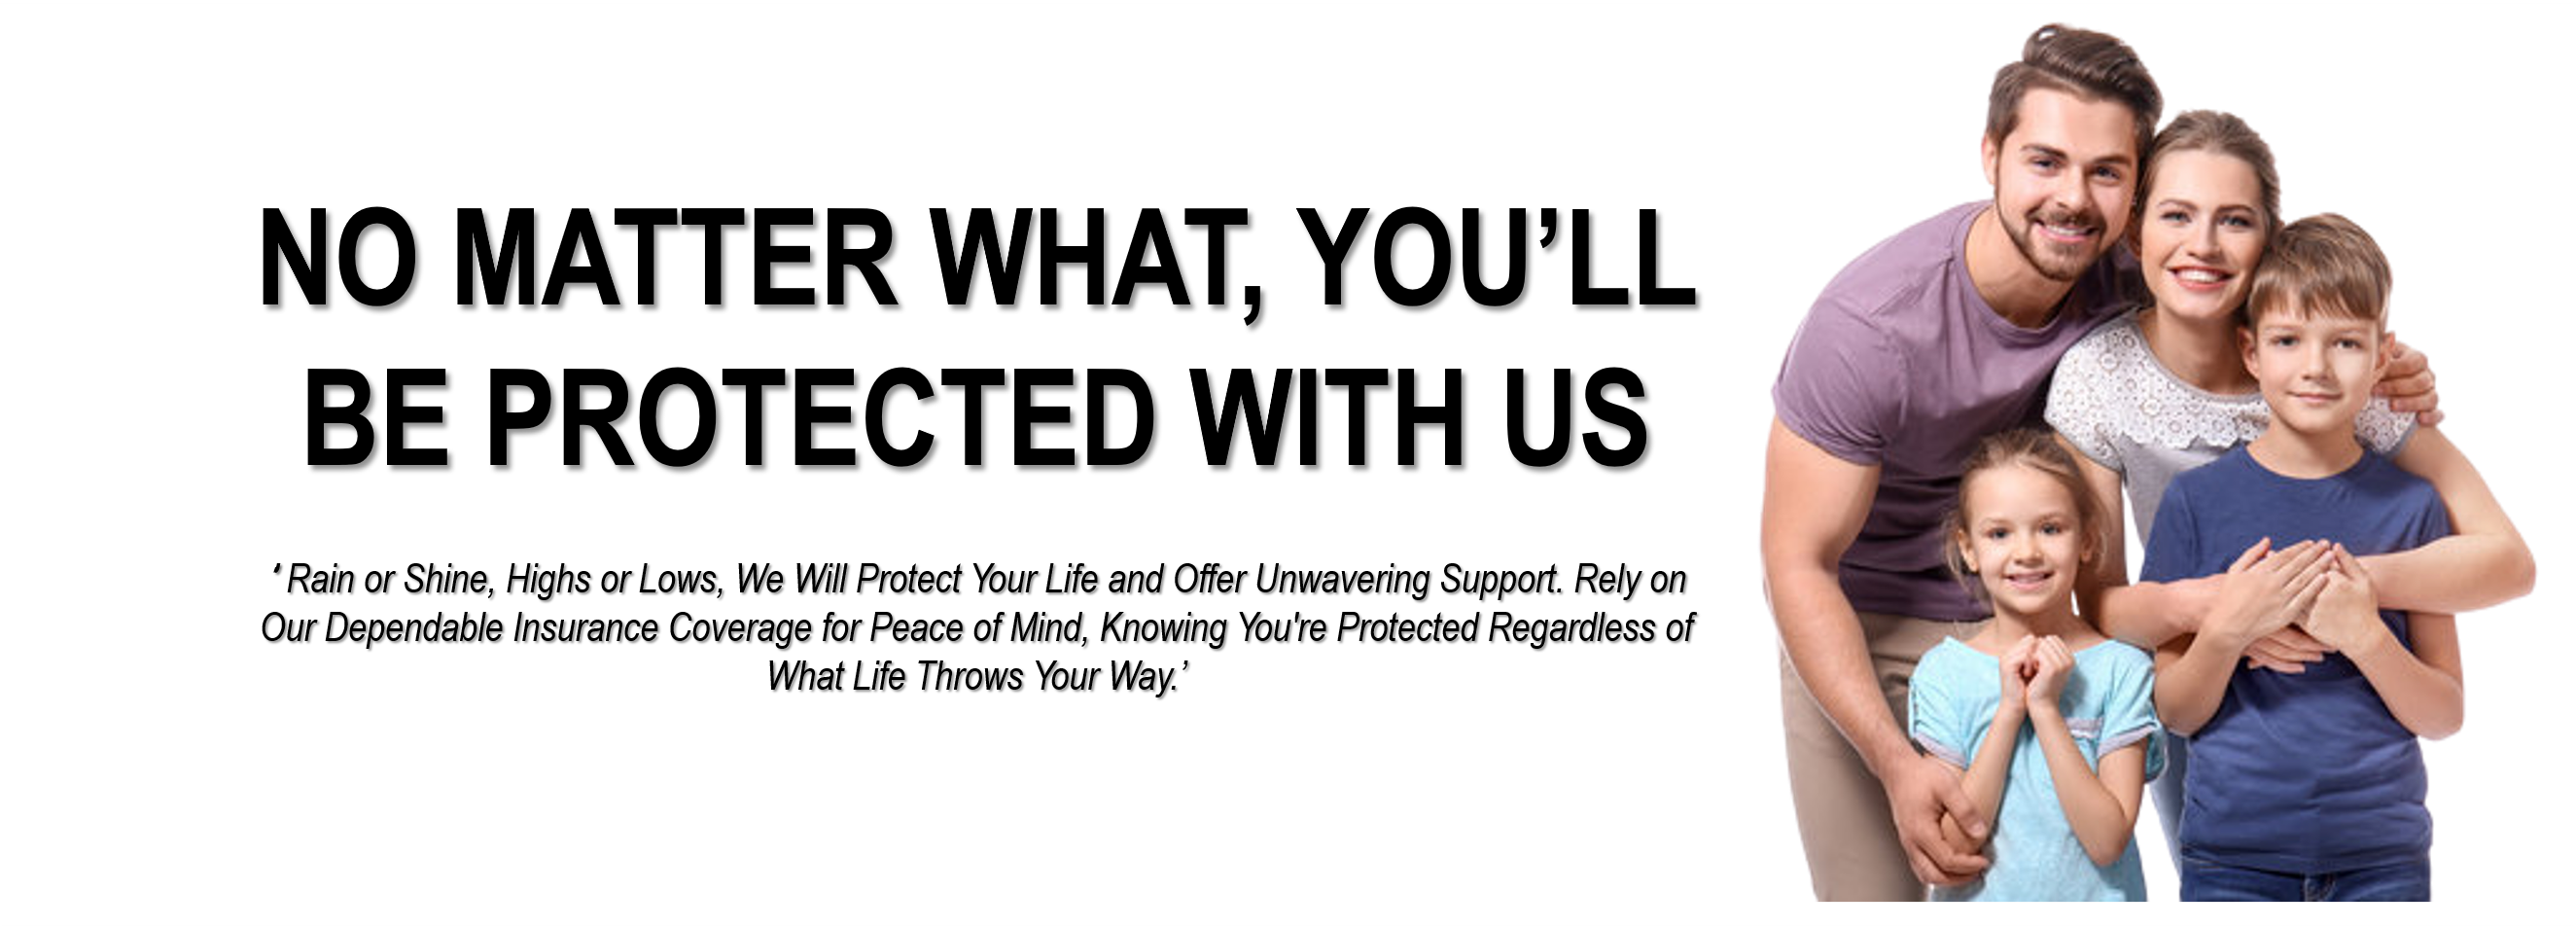 NO MATTER WHAT, YOU’LL
BE PROTECTED WITH US
‘ Rain or Shine, Highs or Lows, We Will Protect Your Life and Offer Unwavering Support. Rely on
Our Dependable Insurance Coverage for Peace of Mind, Knowing You're Protected Regardless of
What Life Throws Your Way.’